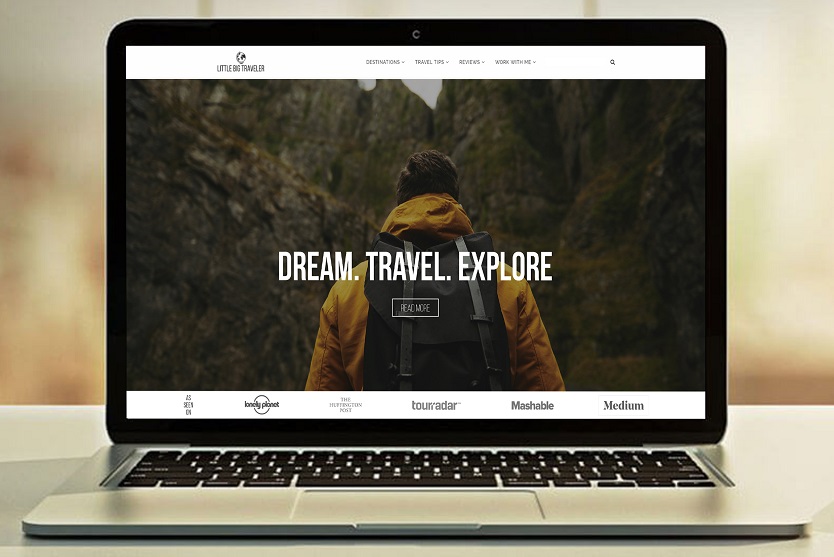 LITTLE BIG TRAVELER
DESTINATIONS
TRAVEL TIPS
REVIEWS
WORK WITH ME
DREAM. TRAVEL. EXPLORE
READ MORE
AS
SEEN
ON
lonely planet
THE
HUFFINGTON
POST
tourradar
Mashable
Medium